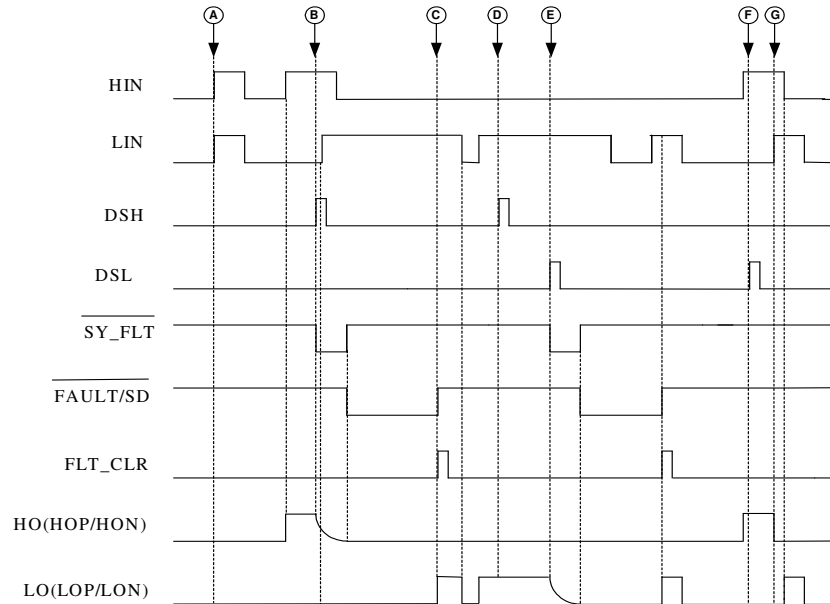 A B C D E F G
HIN
LIN
DSH
DSL
SY_FLT
FAULT/SD
FLT_CLR
HO(HOP/HON)
LO(LOP/LON)